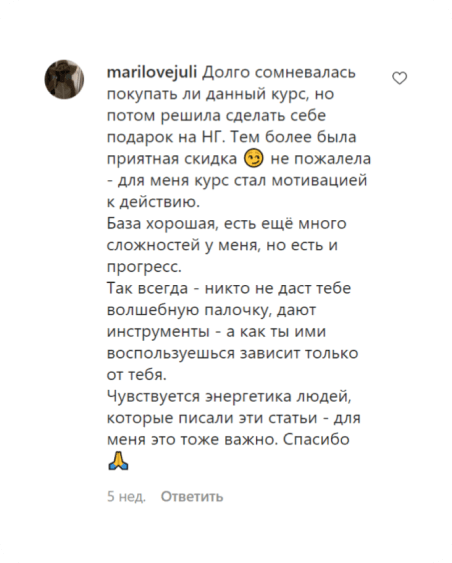 marilovejuli Долго сомневалась
покупать ли данный курс, но
потом решила сделать себе
подарок на НГ. Тем более была
приятная скидка 😏 не пожалела
- для меня курс стал мотивацией
к действию.
База хорошая, есть ещё много
сложностей у меня, но есть и
прогресс.
Так всегда - никто не даст тебе
волшебную палочку, дают
инструменты - а как ты ими
воспользуешься зависит только
от тебя.
Чувствуется энергетика людей,
которые писали эти статьи - для
меня это тоже важно. Спасибо
🙏
5 нед. Ответить